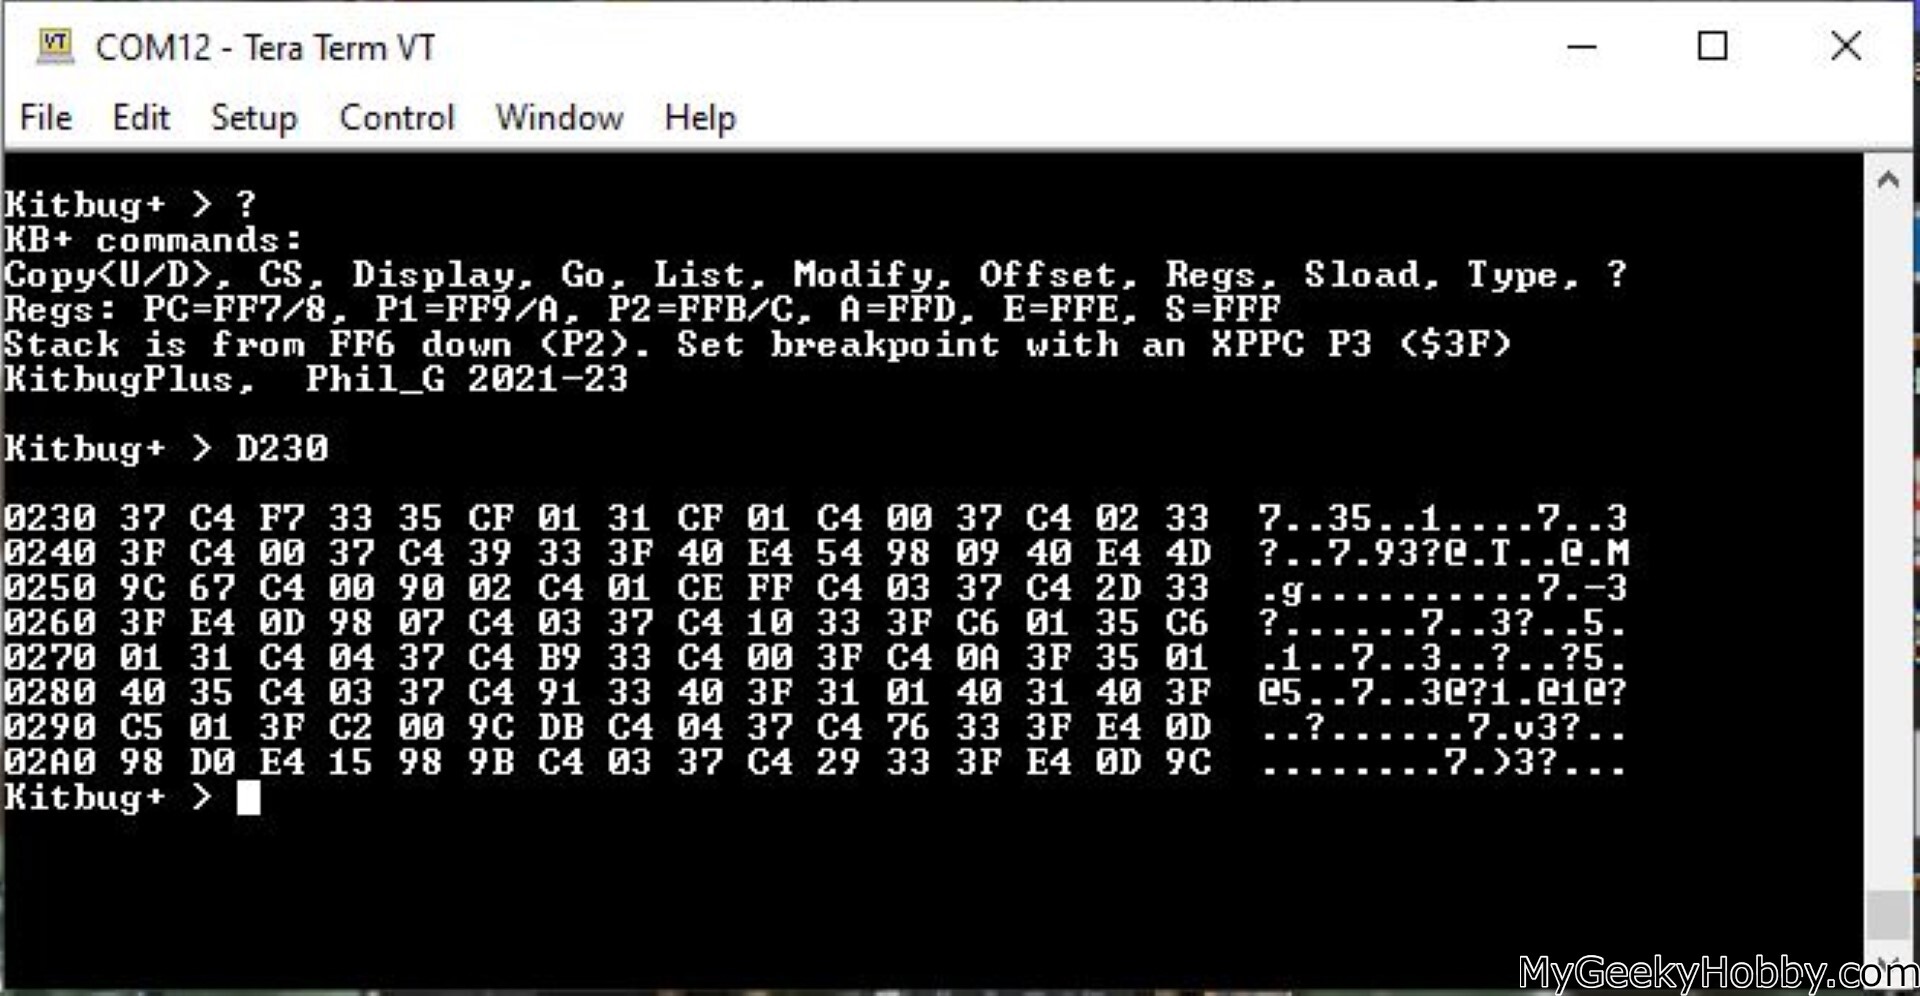 COM12 - Tera Term VT
File Edit Setup Control Window Help
Kitbug+ > ?
KB+ commands:
Copy<U/D>, CS, Display, Go, List, Modify, Offset, Regs, Sload, Type, ?
Regs: PC=FF7/8, P1=FF9/A, P2=FFB/C, A=FFD, E=FFE, S=FFF
Stack is from FF6 down (P2). Set breakpoint with an XPPC P3 ($3F)
KitbugPlus,  Phil_G 2021-23
Kitbug+ > D230
0230 37 C4 F7 33 35 CF 01 31 CF 01 C4 00 37 C4 02 33  7..35..1....7..3
0240 3F C4 00 37 C4 39 33 3F 40 E4 54 98 09 40 E4 4D  ?..7.93?@.T..@.M
0250 9C 67 C4 00 90 02 C4 01 CE FF C4 03 37 C4 2D 33  .g..........7.-3
0260 3F E4 0D 98 07 C4 03 37 C4 10 33 3F C6 01 35 C6  ?......7..3?..5.
0270 01 31 C4 04 37 C4 B9 33 C4 00 3F C4 0A 3F 35 01  .1..7..3..?..?5.
0280 40 35 C4 03 37 C4 91 33 40 3F 31 01 40 31 40 3F  @5..7..3@?1.@1@?
0290 C5 01 3F C2 00 9C DB C4 04 37 C4 76 33 3F E4 0D  ..?......7.v3?..
02A0 98 D0 E4 15 98 9B C4 03 37 C4 29 33 3F E4 0D 9C  ........7.)3?...
Kitbug+ >
MyGeekyHobby.com